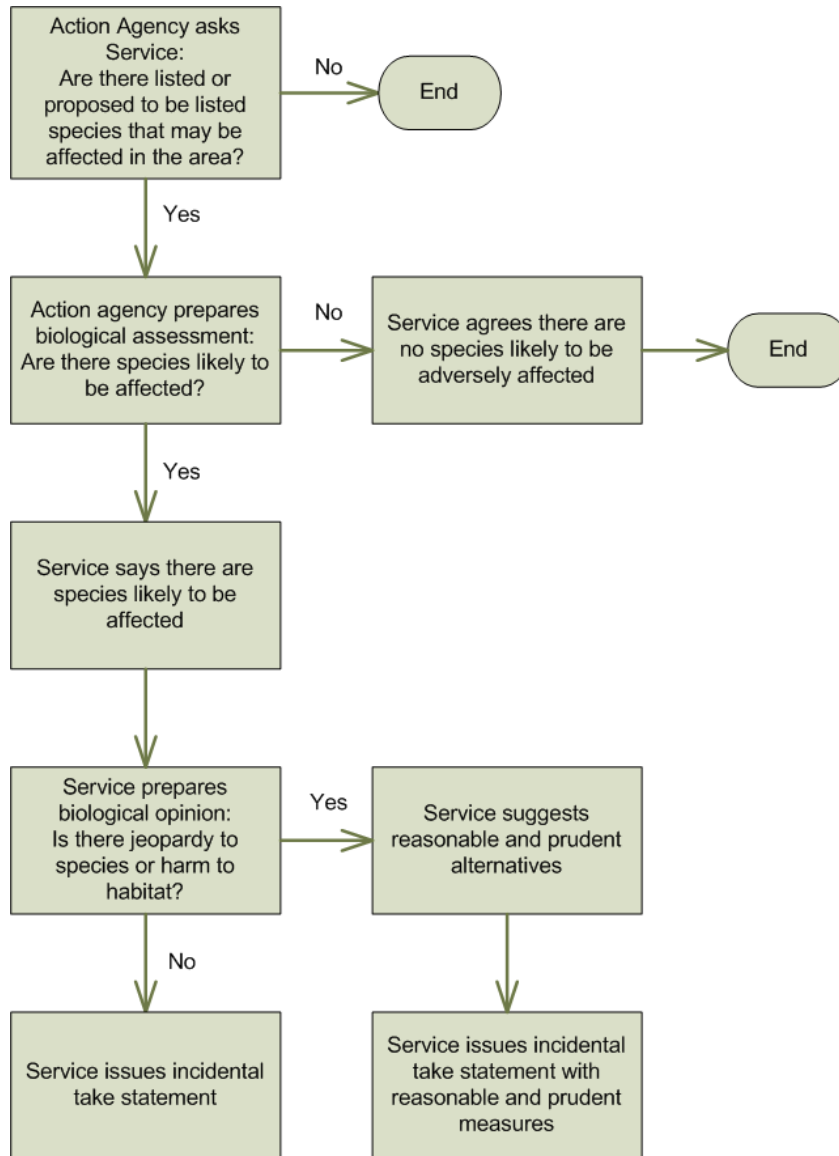 Action Agency asks
Service:
Are there listed or
proposed to be listed
species that may be
affected in the area?
No
End
Yes
Action agency prepares
biological assessment:
Are there species likely to
be affected?
No
Service agrees there are
no species likely to be
adversely affected
End
Yes
Service says there are
species likely to be
affected
Service prepares
biological opinion:
Is there jeopardy to
species or harm to
habitat?
Yes
Service suggests
reasonable and prudent
alternatives
No
Service issues incidental
take statement
Service issues incidental
take statement with
reasonable and prudent
measures